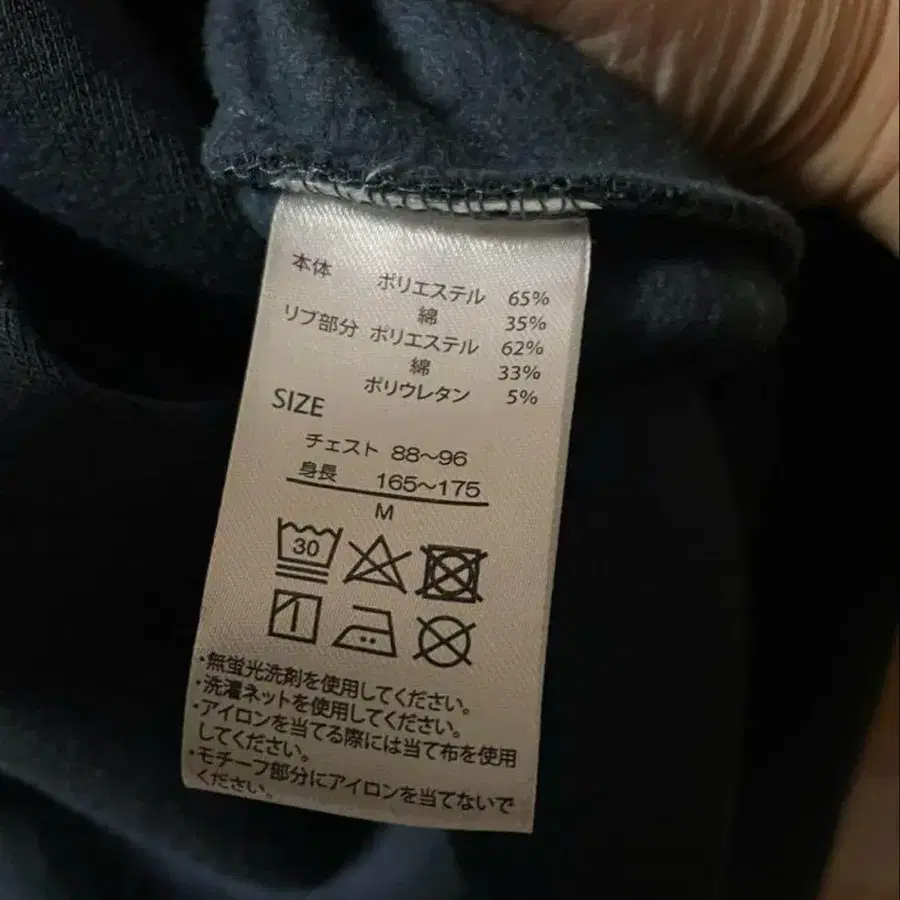 本体 ポリエステル 65%
綿 35%
リブ部分 ポリエステル 62%
綿 33%
ポリウレタン 5%
SIZE
チェスト 88～96
身長 165～175
M
30
・無蛍光洗剤を使用してください。
・洗濯ネットを使用してください。
・アイロンを当てる際には当て布を使用
してください。
・モチーフ部分にアイロンを当てないで
ください。